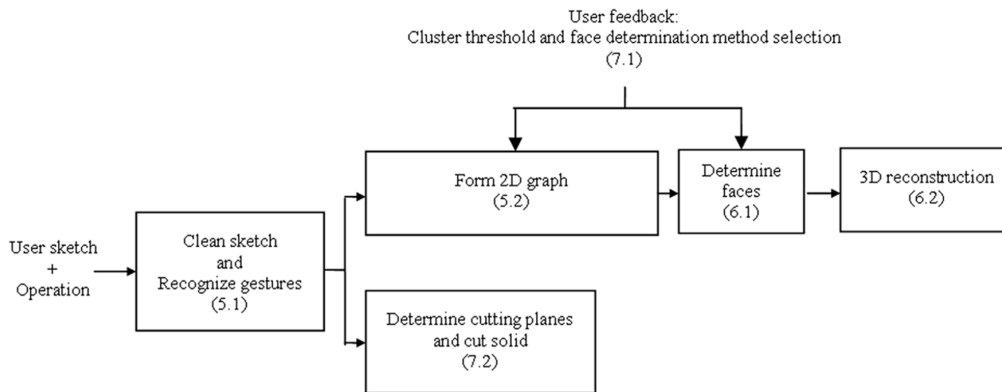 User feedback:
Cluster threshold and face determination method selection
(7.1)
Form 2D graph
(5.2)
Determine
faces
(6.1)
3D reconstruction
(6.2)
User sketch
+
Operation
Clean sketch
and
Recognize gestures
(5.1)
Determine cutting planes
and cut solid
(7.2)